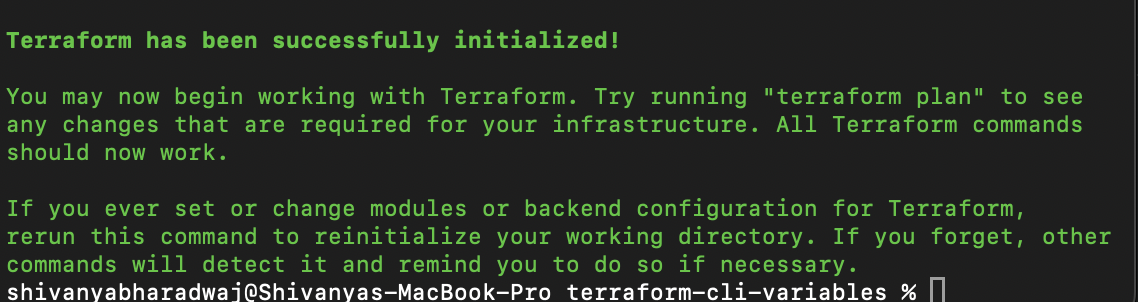 Terraform has been successfully initialized!
You may now begin working with Terraform. Try running "terraform plan" to see
any changes that are required for your infrastructure. All Terraform commands
should now work.
If you ever set or change modules or backend configuration for Terraform,
rerun this command to reinitialize your working directory. If you forget, other
commands will detect it and remind you to do so if necessary.
shivanyabharadwaj@Shivanyas-MacBook-Pro terraform-cli-variables %